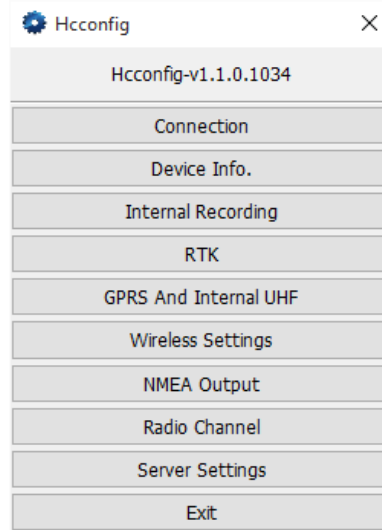 Hcconfig
Hcconfig-v1.1.0.1034
Connection
Device Info.
Internal Recording
RTK
GPRS And Internal UHF
Wireless Settings
NMEA Output
Radio Channel
Server Settings
Exit